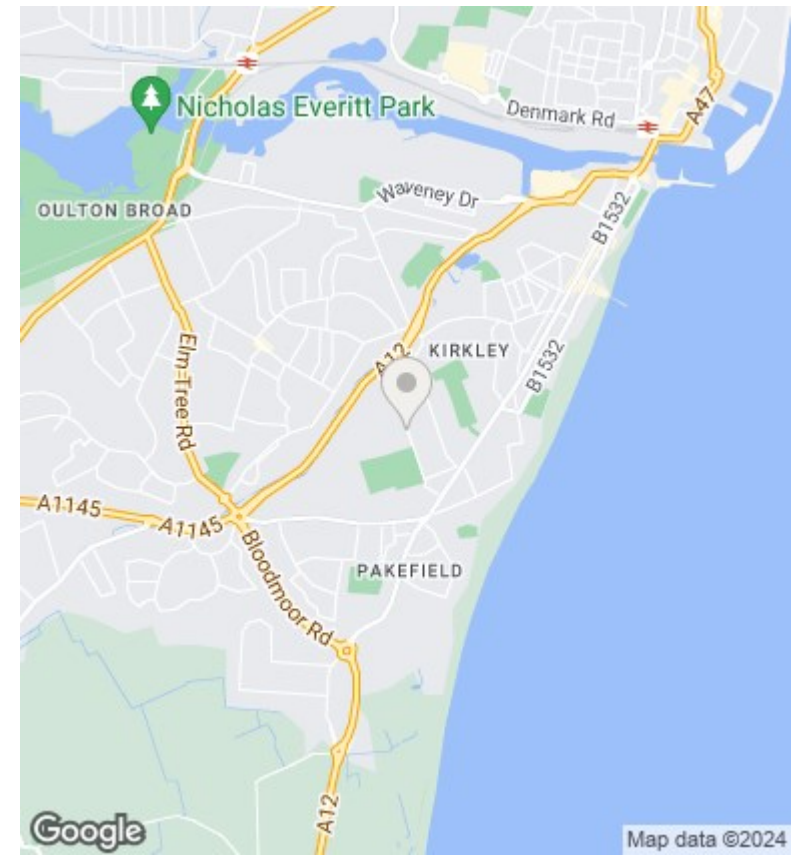 Nicholas Everitt Park
Denmark Rd
A47
Waveney Dr
OULTON BROAD
B1532
Elm Tree Rd
A12
KIRKLEY
B1532
A1145
A1145
Bloodmoor Rd
PAKEFIELD
A12
Google
Map data ©2024